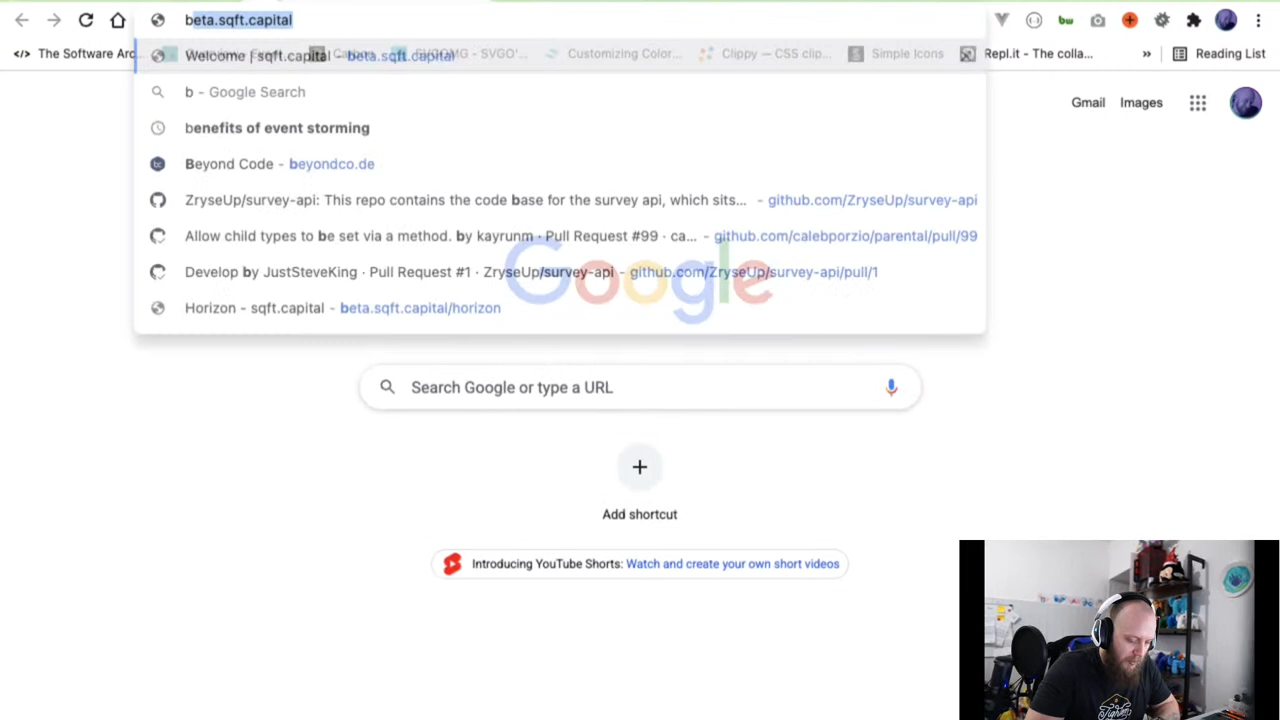 beta.sqft.capital
The Software Arc
Customizing Color...
Clippy — CSS clip...
Simple Icons
Repl.it - The colla...
»
Reading List
Welcome | sqft.capital - beta.sqft.capital
b - Google Search
benefits of event storming
Beyond Code - beyondco.de
ZryseUp/survey-api: This repo contains the code base for the survey api, which sits... - github.com/ZryseUp/survey-api
Allow child types to be set via a method. by kayrunm · Pull Request #99 · ca... - github.com/calebporzio/parental/pull/99
Develop by JustSteveKing · Pull Request #1 · ZryseUp/survey-api - github.com/ZryseUp/survey-api/pull/1
Horizon - sqft.capital - beta.sqft.capital/horizon
Gmail Images
Google
Search Google or type a URL
Add shortcut
Introducing YouTube Shorts: Watch and create your own short videos